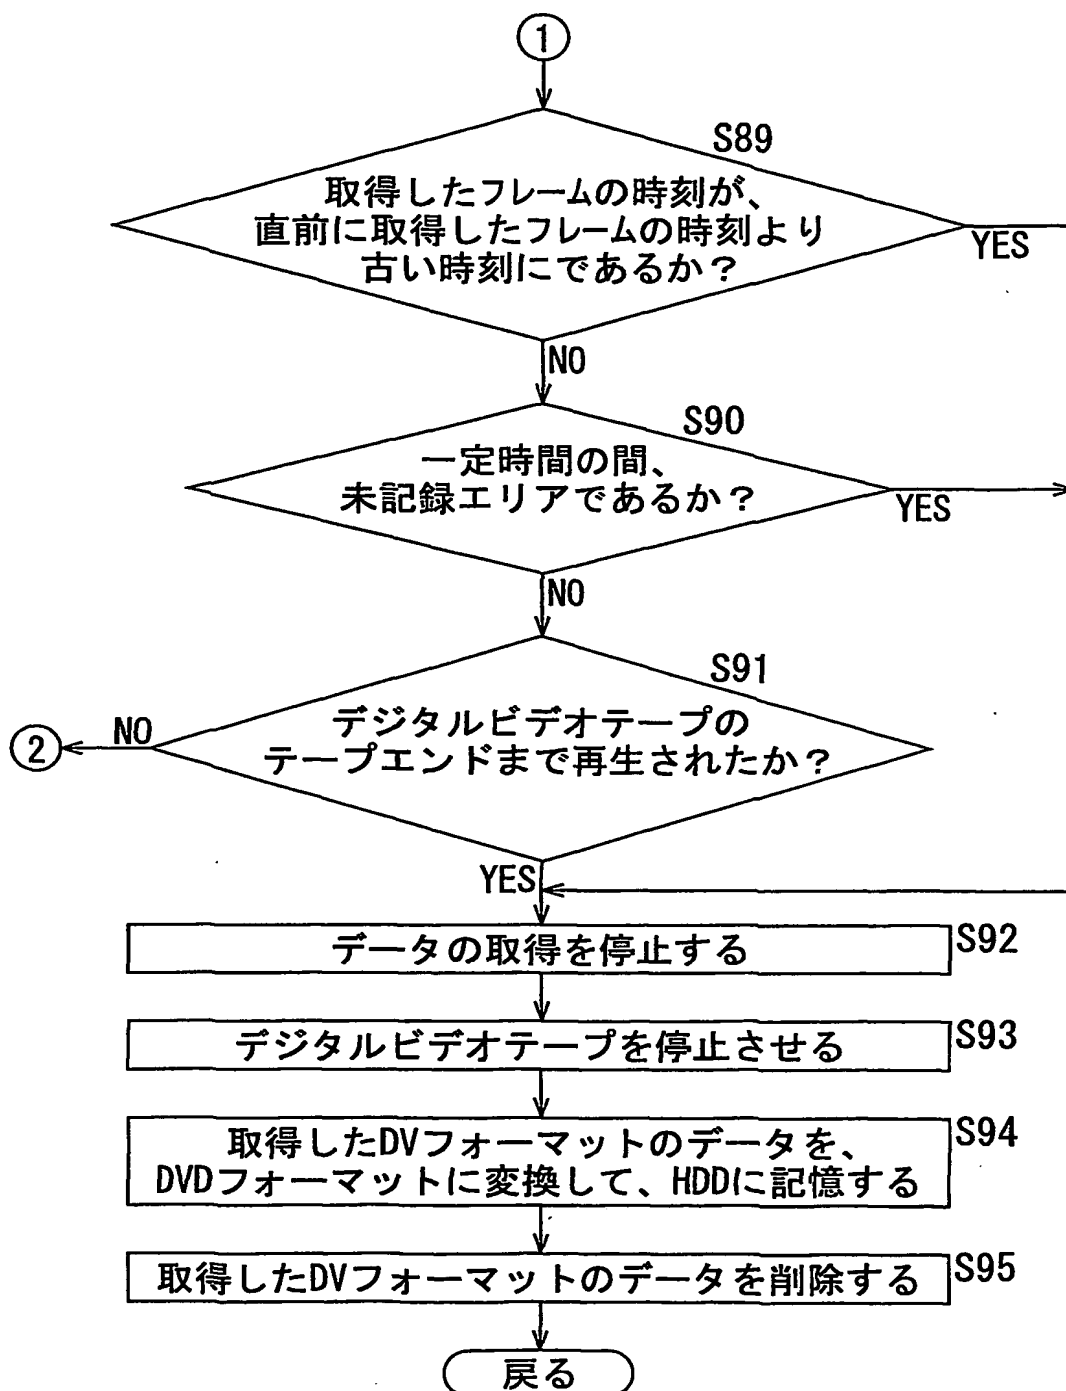 1
S89
取得したフレームの時刻が、
直前に取得したフレームの時刻より
古い時刻にであるか？
YES
NO
S90
一定時間の間、
未記録エリアであるか？
YES
NO
S91
デジタルビデオテープの
テープエンドまで再生されたか？
NO
2
YES
データの取得を停止する
S92
デジタルビデオテープを停止させる
S93
取得したDVフォーマットのデータを、
DVDフォーマットに変換して、HDDに記憶する
S94
取得したDVフォーマットのデータを削除する
S95
戻る